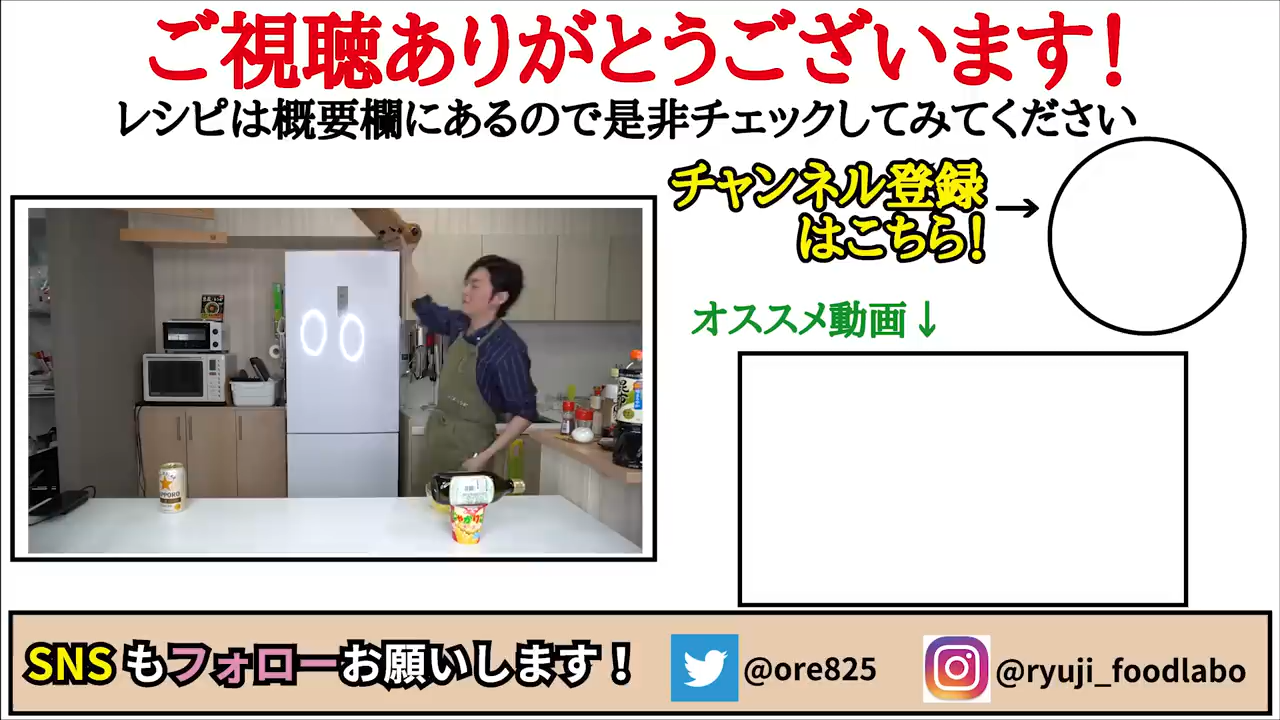 ご視聴ありがとうございます!
レシピは概要欄にあるので是非チェックしてみてください
チャンネル登録
はこちら!
→
オススメ動画↓
SAPPORO
SNSもフォローお願いします!
@ore825
@ryuji_foodlabo